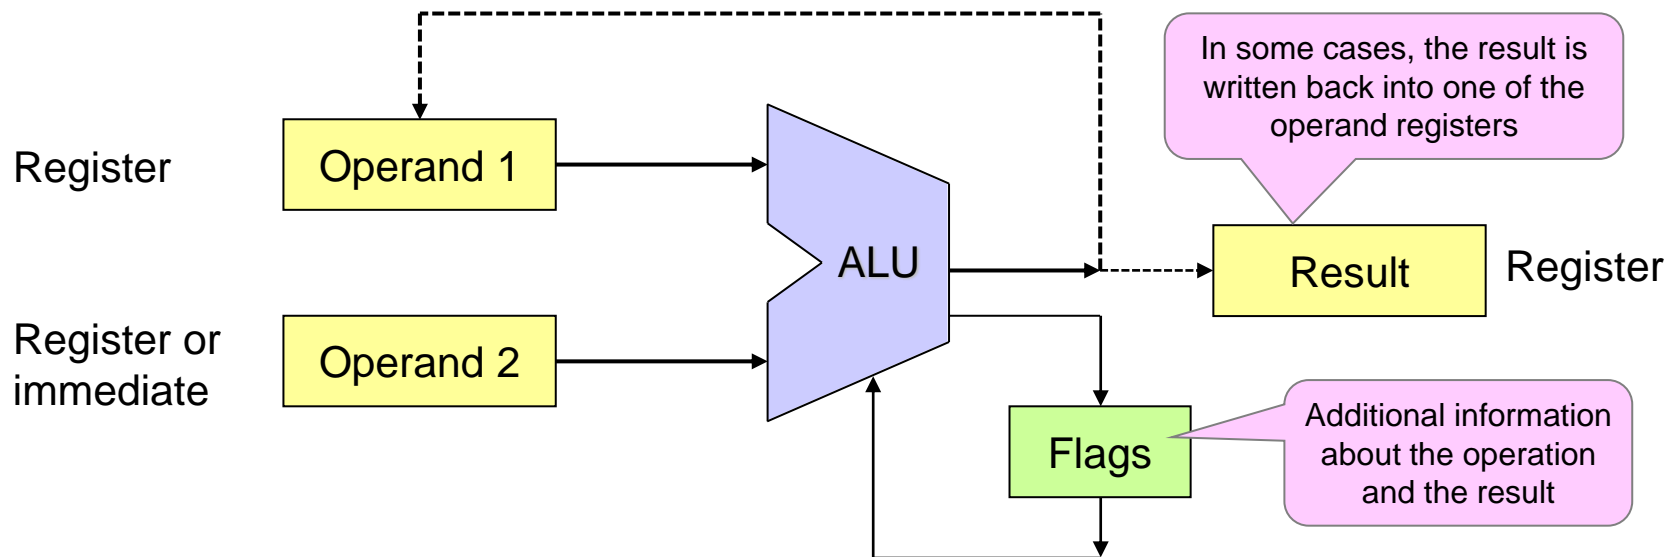 In some cases, the result is
written back into one of the
operand registers
Register
Operand 1
ALU
Result
Register
Register or
immediate
Operand 2
Flags
Additional information
about the operation
and the result